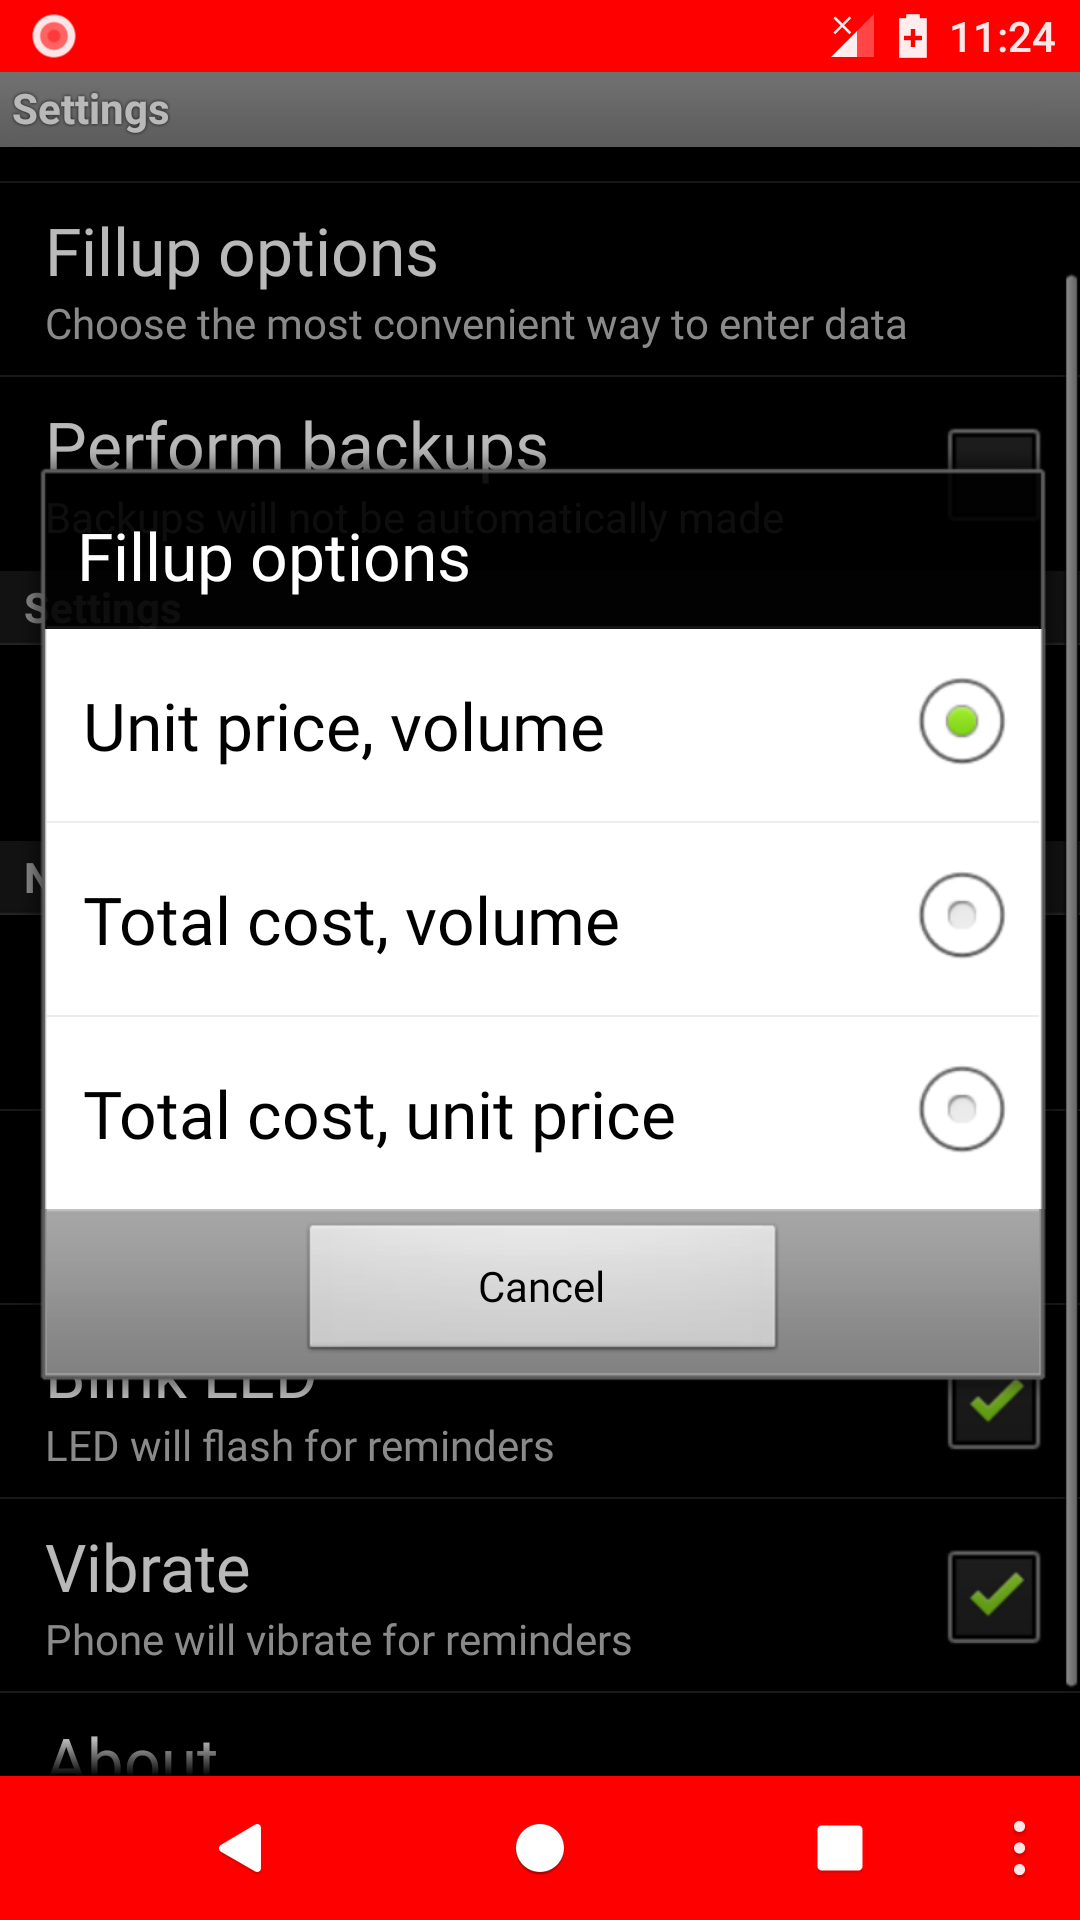 11:24
Settings
Fillup options
Choose the most convenient way to enter data
Perform backups
Backups will not be automatically made
Fillup options
Settings
Unit price, volume
Total cost, volume
Total cost, unit price
Cancel
Blink LED
LED will flash for reminders
Vibrate
Phone will vibrate for reminders
About